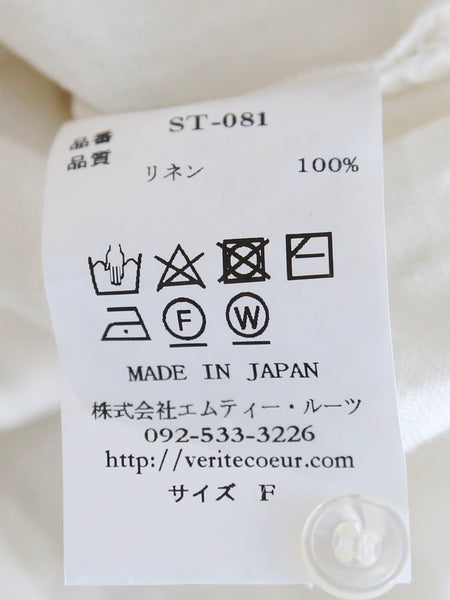 品番 ST-081
品質
リネン 100%
F W
MADE IN JAPAN
株式会社エムティー・ルーツ
092-533-3226
http://veritecoeur.com
サイズ F